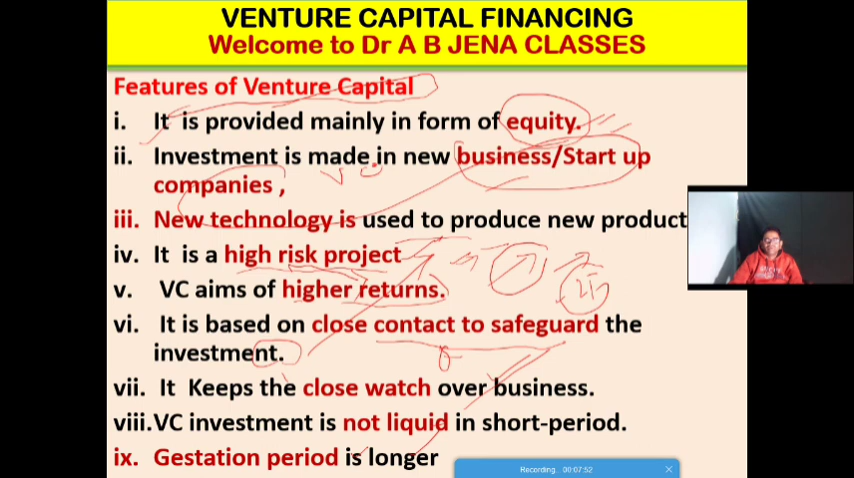 VENTURE CAPITAL FINANCING
Welcome to Dr A B JENA CLASSES
Features of Venture Capital
i. It is provided mainly in form of equity.
ii. Investment is made in new business/Start up
companies ,
iii. New technology is used to produce new product
iv. It is a high risk project
v. VC aims of higher returns.
vi. It is based on close contact to safeguard the
investment.
vii. It Keeps the close watch over business.
viii. VC investment is not liquid in short-period.
ix. Gestation period is longer
Recording... 00:07:52